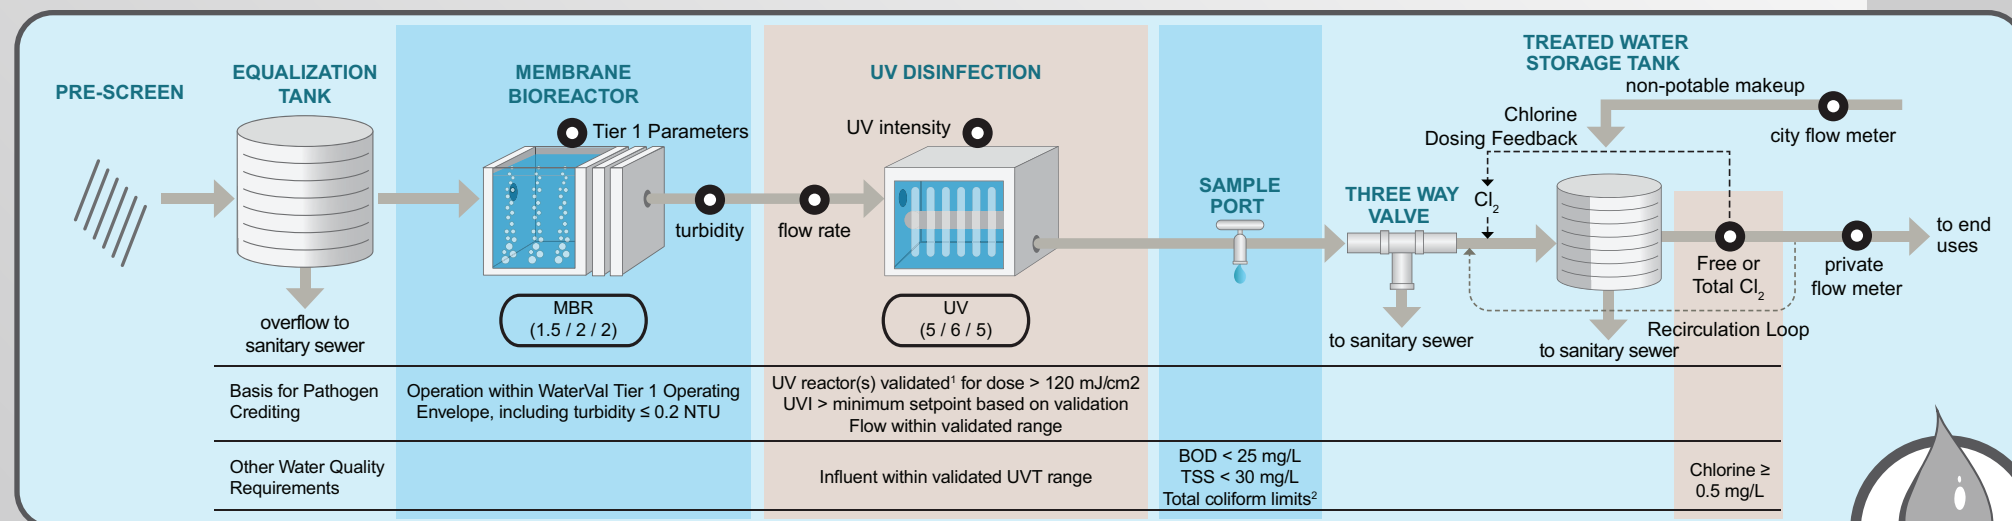 PRE-SCREEN
EQUALIZATION
TANK
overflow to
sanitary sewer
MEMBRANE
BIOREACTOR
Tier 1 Parameters
MBR
(1.5 / 2 / 2)
turbidity
flow rate
UV DISINFECTION
UV intensity
UV
(5 / 6 / 5)
SAMPLE
PORT
THREE WAY
VALVE
to sanitary sewer
TREATED WATER
STORAGE TANK
non-potable makeup
city flow meter
Chlorine
Dosing Feedback
Cl₂
to sanitary sewer
Free or
Total Cl₂
Recirculation Loop
private
flow meter
to end
uses
Basis for Pathogen
Crediting
Operation within WaterVal Tier 1 Operating
Envelope, including turbidity ≤ 0.2 NTU
UV reactor(s) validated¹ for dose > 120 mJ/cm2
UVI > minimum setpoint based on validation
Flow within validated range
Other Water Quality
Requirements
Influent within validated UVT range
BOD < 25 mg/L
TSS < 30 mg/L
Total coliform limits²
Chlorine ≥
0.5 mg/L